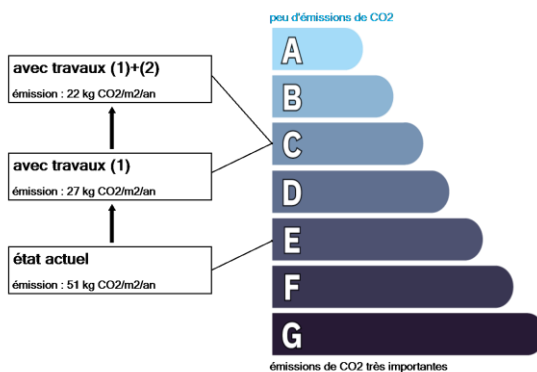 peu d'émissions de CO2
avec travaux (1)+(2)
émission : 22 kg CO2/m2/an
avec travaux (1)
émission : 27 kg CO2/m2/an
état actuel
émission : 51 kg CO2/m2/an
A
B
C
D
E
F
G
émissions de CO2 très importantes